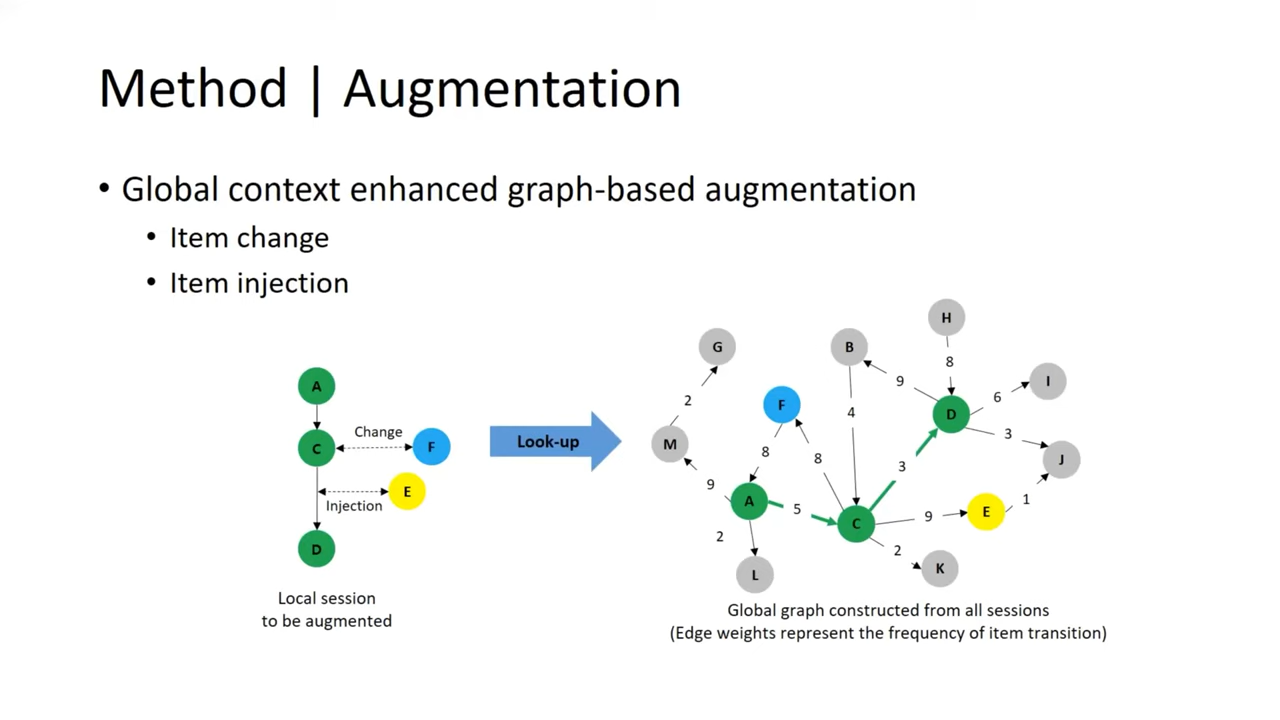 Method | Augmentation
• Global context enhanced graph-based augmentation
• Item change
• Item injection
A
C
Change
F
E
Injection
D
Local session
to be augmented
Look-up
H
G
B
8
9
I
2
F
4
6
D
M
8
8
3
J
9
A
5
3
C
9
E
1
2
2
L
K
Global graph constructed from all sessions
(Edge weights represent the frequency of item transition)